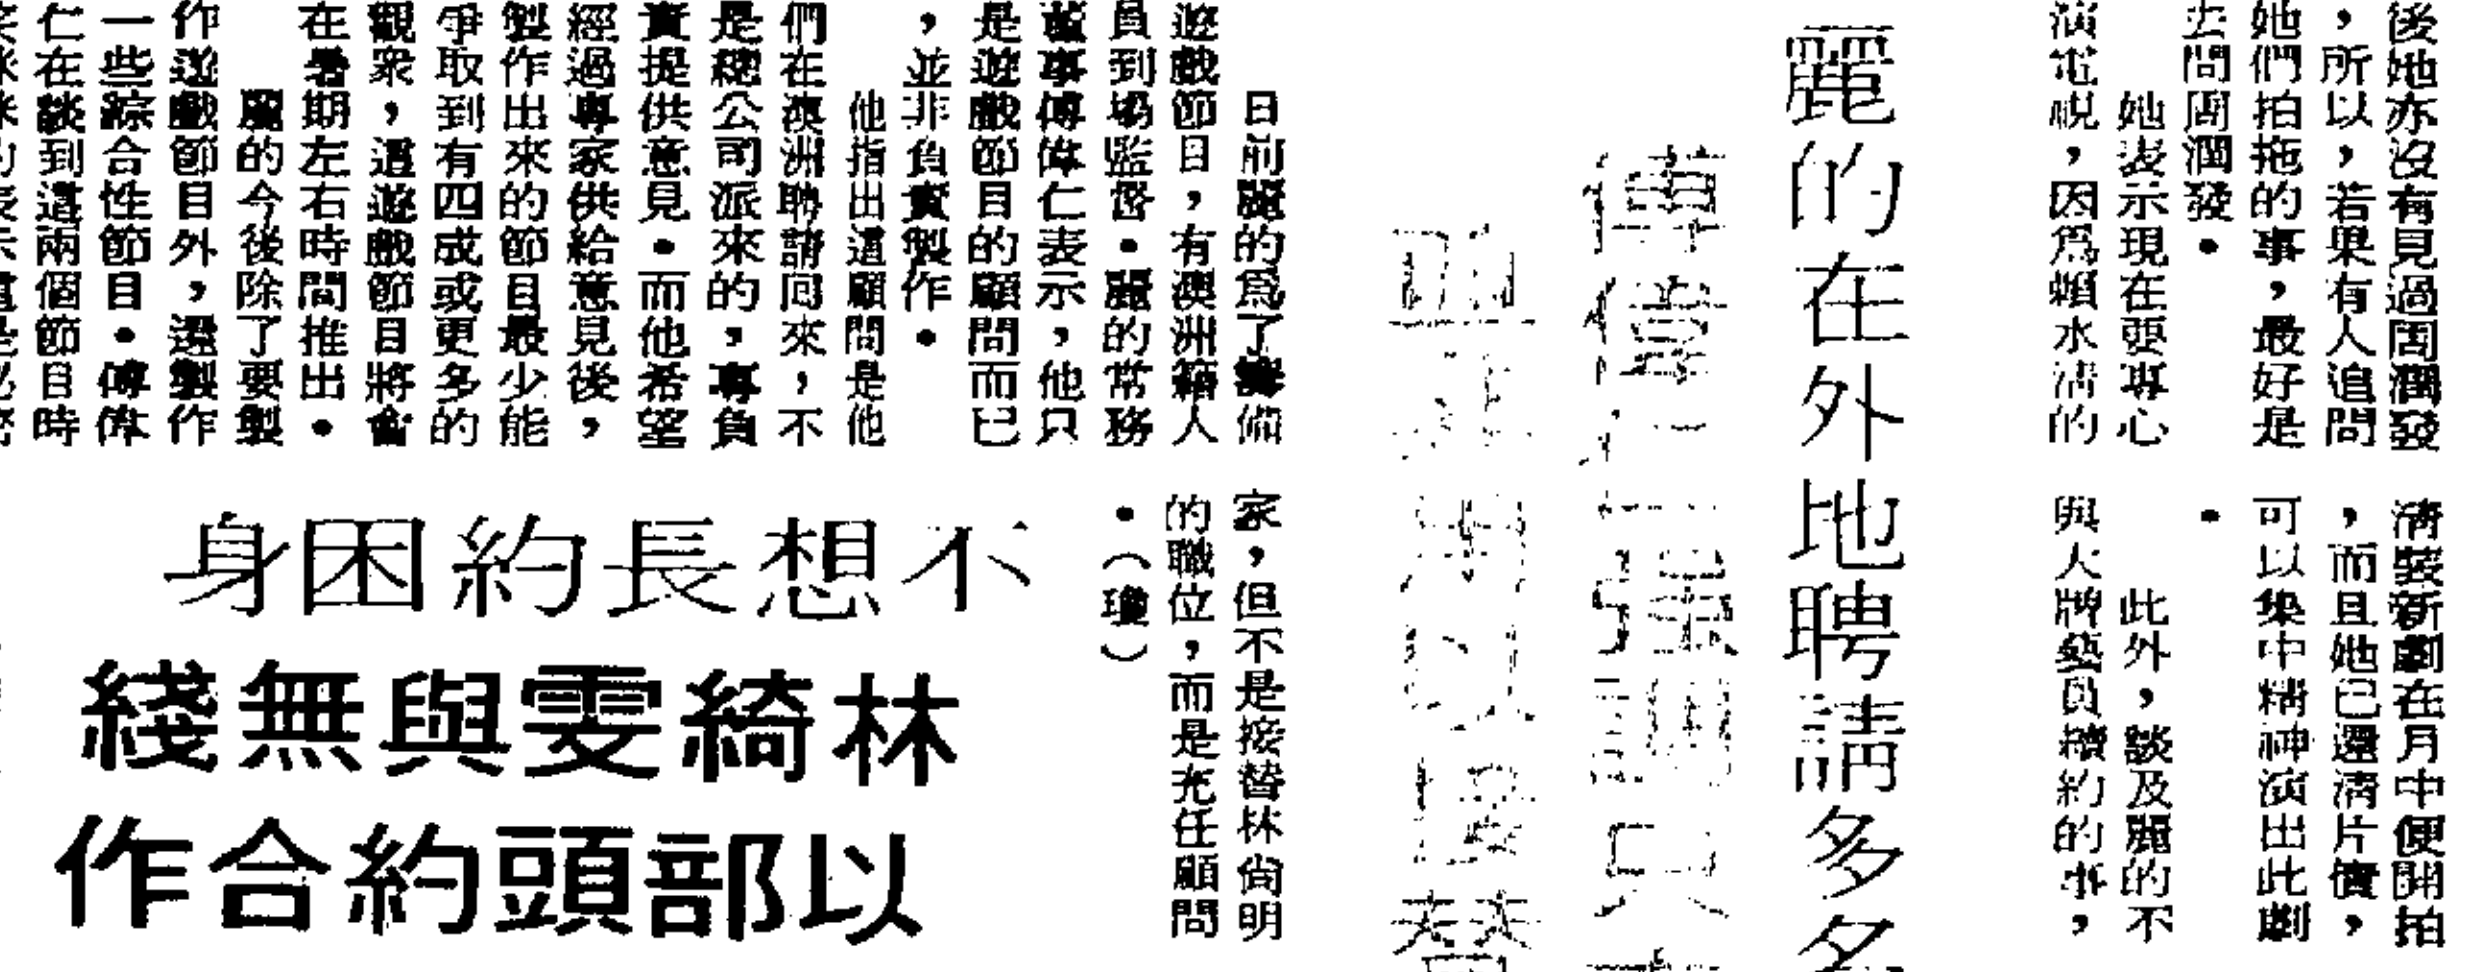 後她亦沒有見過周潤發
，所以，若果有人追問
她們拍拖的事，最好是
去問周潤發。
她表示現在要專心
演電視，因爲賴水清的
清裝新劇在月中便開拍
，而且她已還清片債，
可以集中精神演出此劇
。
此外，談及麗的不
與大牌藝員續約的事，
麗的在外地聘請多
傅偉仁強調只
日前麗的爲了籌備
遊戲節目，有澳洲籍人
員到場監督。麗的常務
董事傅偉仁表示，他只
是遊戲節目的顧問而已
，並非負責製作。
他指出這顧問是他
們在澳洲聘請回來，不
是總公司派來的，專負
責提供意見。而他希望
經過專家供給意見後，
製作出來的節目最少能
爭取到有四成或更多的
觀衆，這遊戲節目將會
在暑期左右時間推出。
麗的今後除了要製
作遊戲節目外，還製作
一些綜合性節目。傅偉
仁在談到這兩個節目時
家，但不是接替林尚明
的職位，而是充任顧問
。（瓊）
不想長約困身
林綺雯與無綫
以部頭約合作